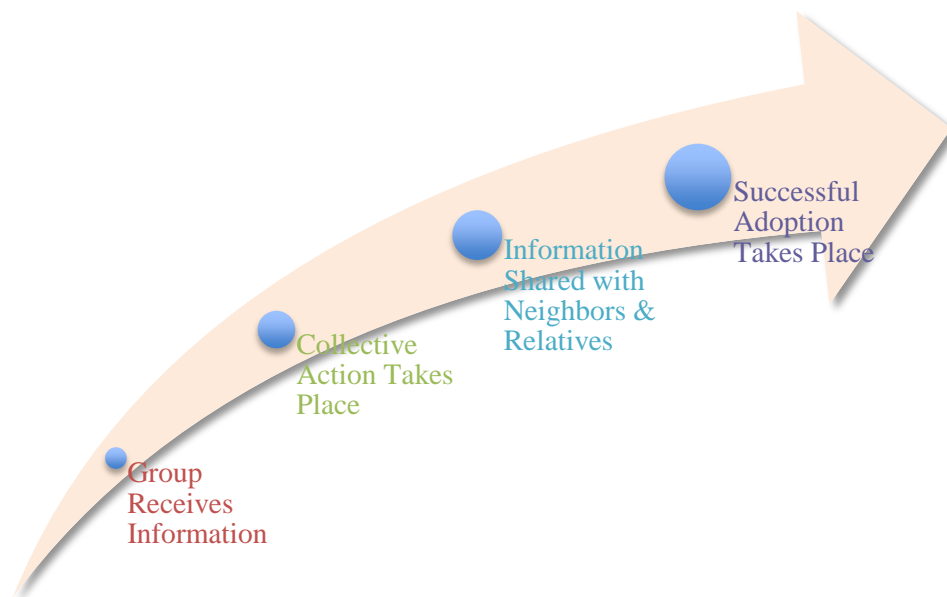 Group
Receives
Information
Collective
Action Takes
Place
Information
Shared with
Neighbors &
Relatives
Successful
Adoption
Takes Place